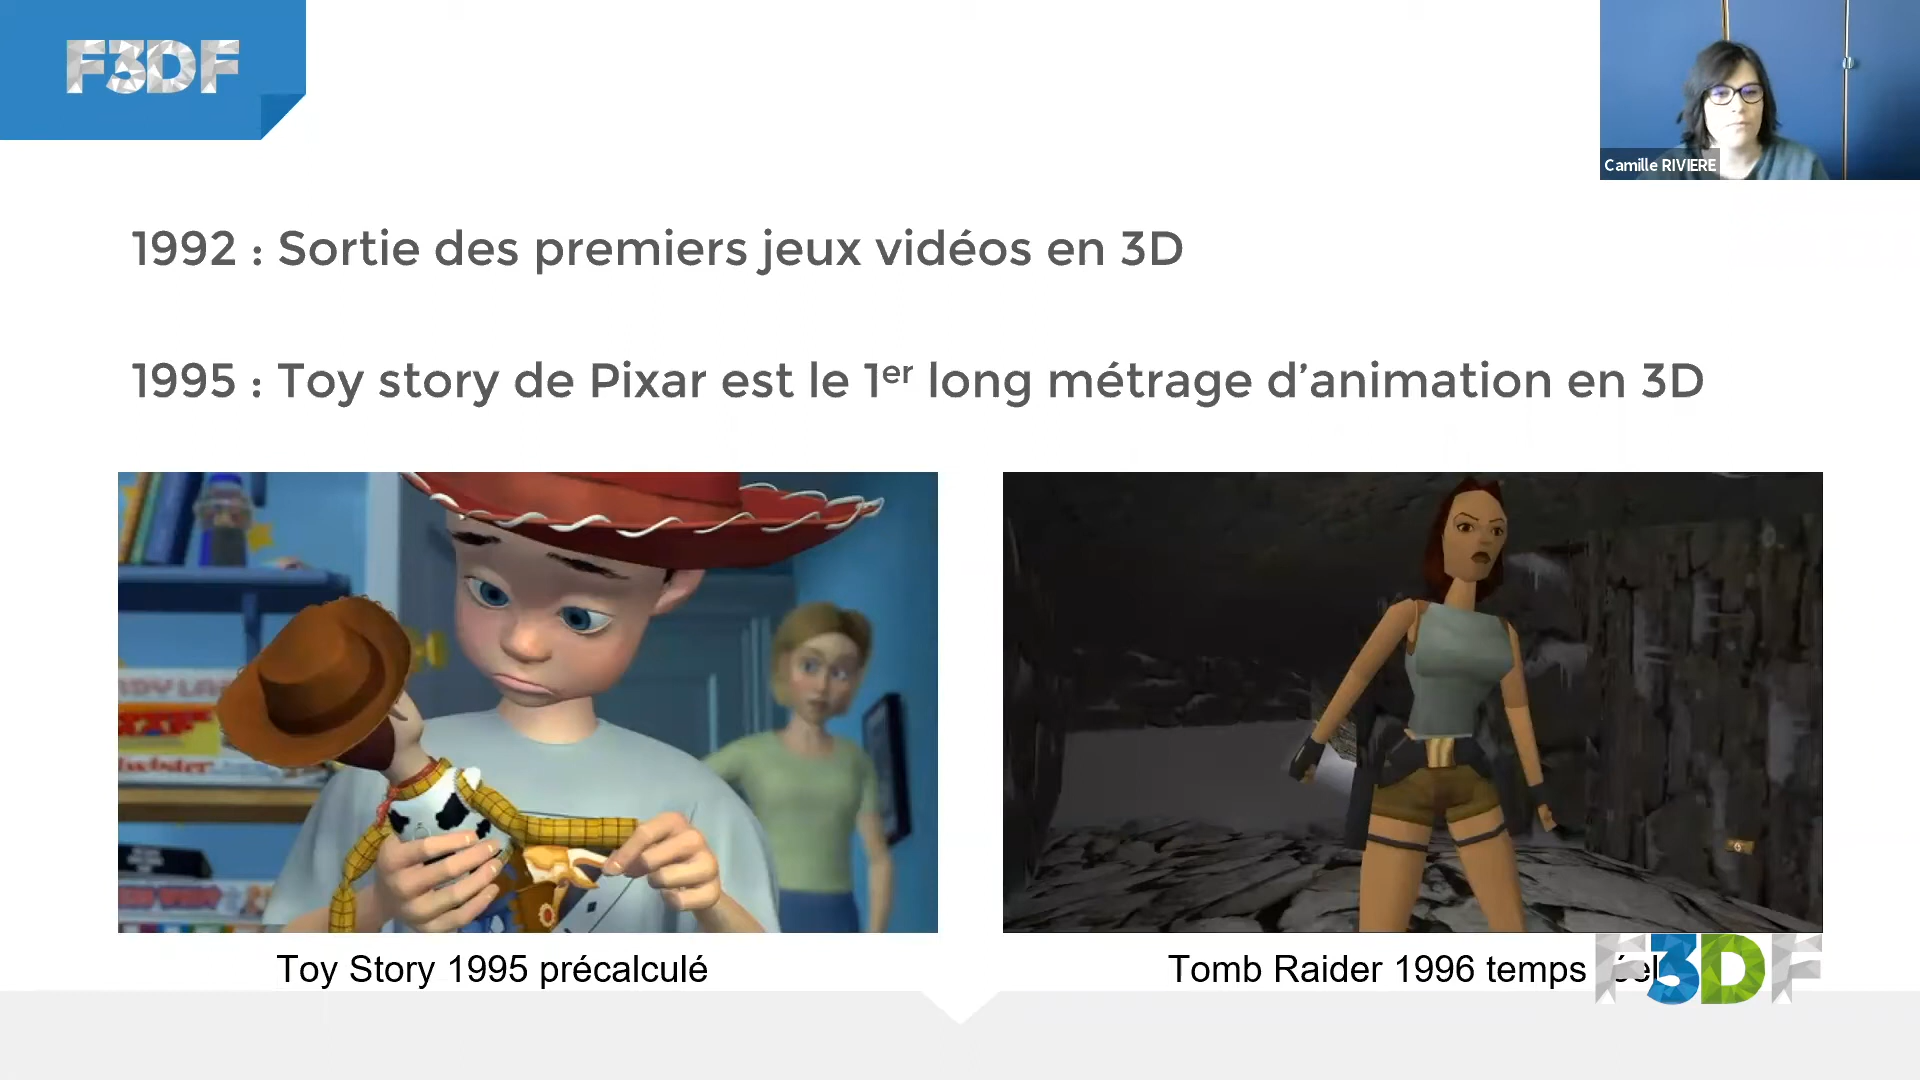 F3DF
Camille RIVIERE
1992 : Sortie des premiers jeux vidéos en 3D
1995 : Toy story de Pixar est le 1er long métrage d’animation en 3D
Toy Story 1995 précalculé
Tomb Raider 1996 temps
F3DF